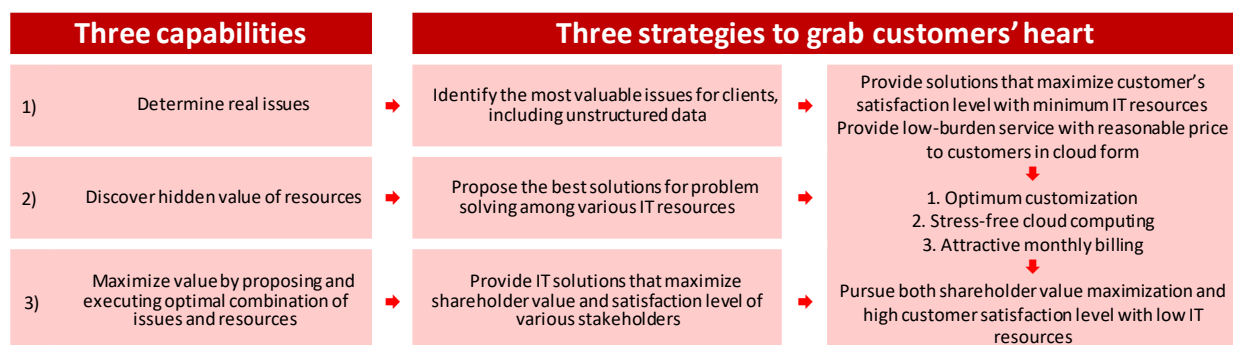 Three capabilities
Three strategies to grab customers' heart
1)
Determine real issues
Identify the most valuable issues for clients,
including unstructured data
2)
Discover hidden value of resources
Propose the best solutions for problem
solving among various IT resources
3)
Maximize value by proposing and
executing optimal combination of
issues and resources
Provide IT solutions that maximize
shareholder value and satisfaction level of
various stakeholders
Provide solutions that maximize customer's
satisfaction level with minimum IT resources
Provide low-burden service with reasonable price
to customers in cloud form
1. Optimum customization
2. Stress-free cloud computing
3. Attractive monthly billing
Pursue both shareholder value maximization and
high customer satisfaction level with low IT
resources